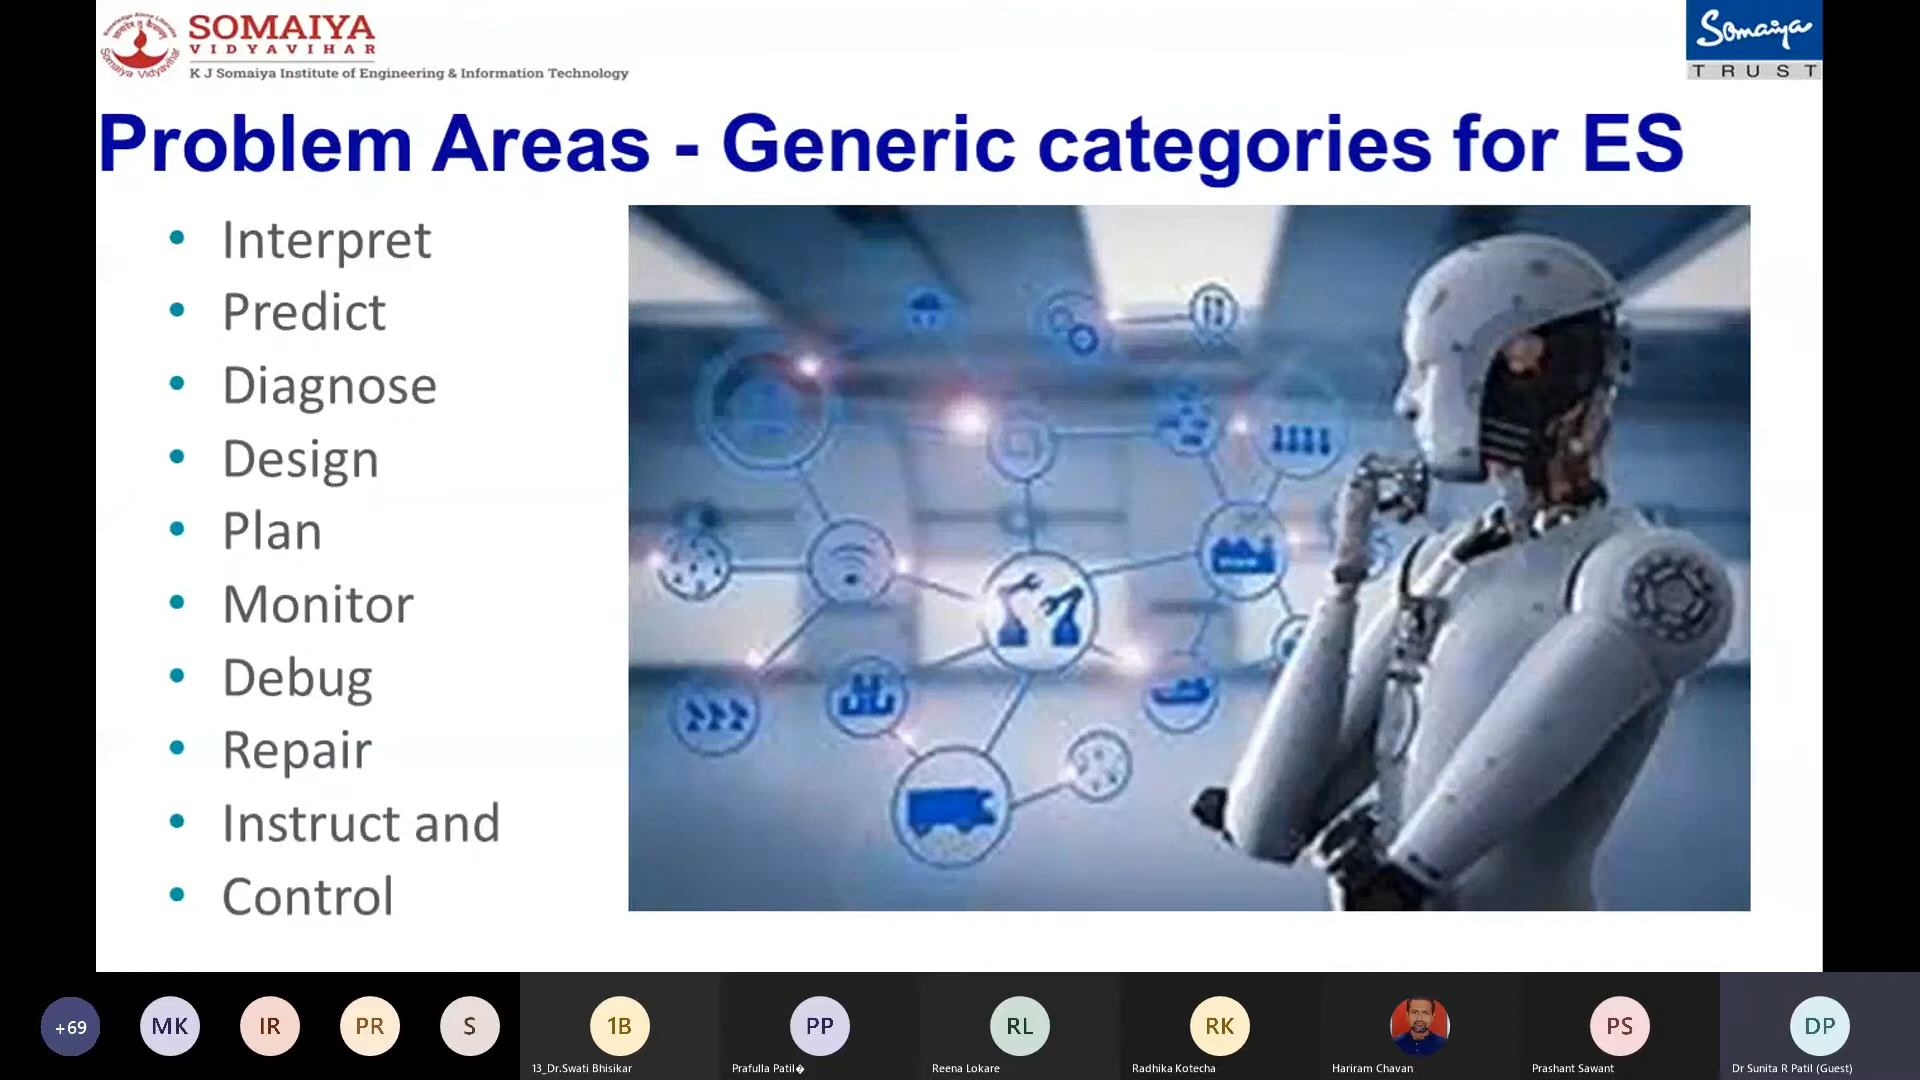 SOMAIYA
VIDYAVIHAR
K J Somaiya Institute of Engineering & Information Technology
Somaiya
TRUST
Problem Areas - Generic categories for ES
• Interpret
• Predict
• Diagnose
• Design
• Plan
• Monitor
• Debug
• Repair
• Instruct and
• Control
+69
MK
IR
PR
S
1B
PP
RL
RK
PS
DP
13_Dr.Swati Bhisikar
Prafulla Patil�
Reena Lokare
Radhika Kotecha
Hariram Chavan
Prashant Sawant
Dr Sunita R Patil (Guest)